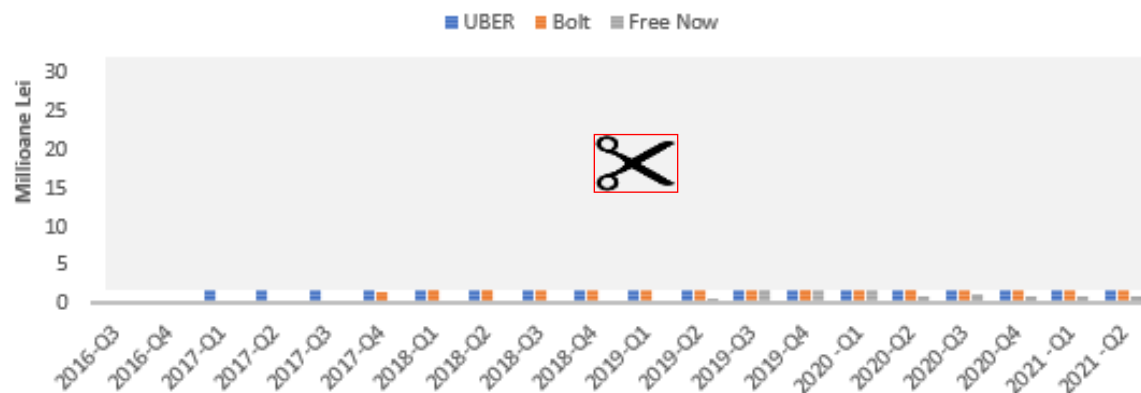 UBER Bolt Free Now
Millioane Lei
30
25
20
15
10
5
0
2016-Q3
2016-Q4
2017-Q1
2017-Q2
2017-Q3
2017-Q4
2018-Q1
2018-Q2
2018-Q3
2018-Q4
2019-Q1
2019-Q2
2019-Q3
2019-Q4
2020 -Q1
2020-Q2
2020-Q3
2020-Q4
2021 -Q1
2021 -Q2